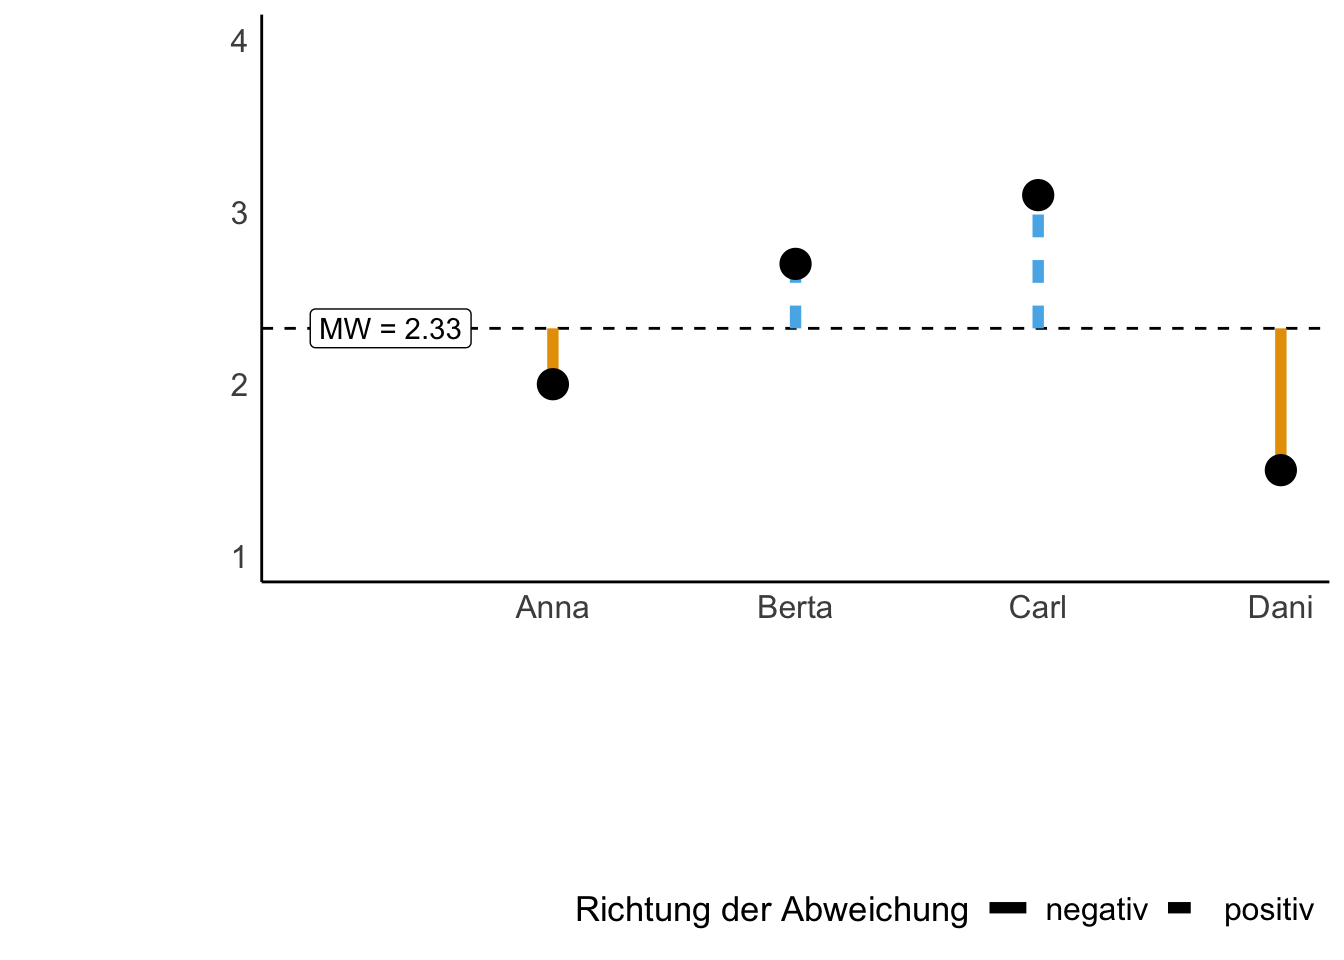 4
3
MW = 2.33
2
1
Anna Berta Carl Dani
Richtung der Abweichung negativ positiv